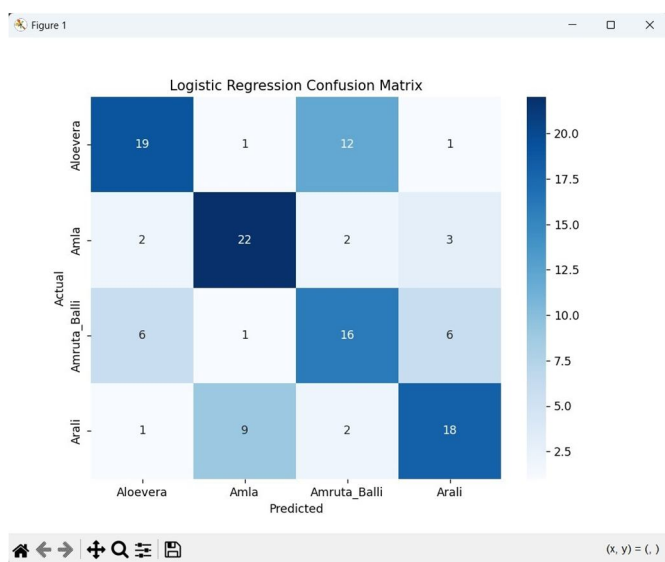 Figure 1
Logistic Regression Confusion Matrix
Actual
Aloevera 19 1 12 1
Amla 2 22 2 3
Amruta_Balli 6 1 16 6
Arali 1 9 2 18
Aloevera Amla Amruta_Balli Arali
Predicted
20.0
17.5
15.0
12.5
10.0
7.5
5.0
2.5
(x, y) = (, )